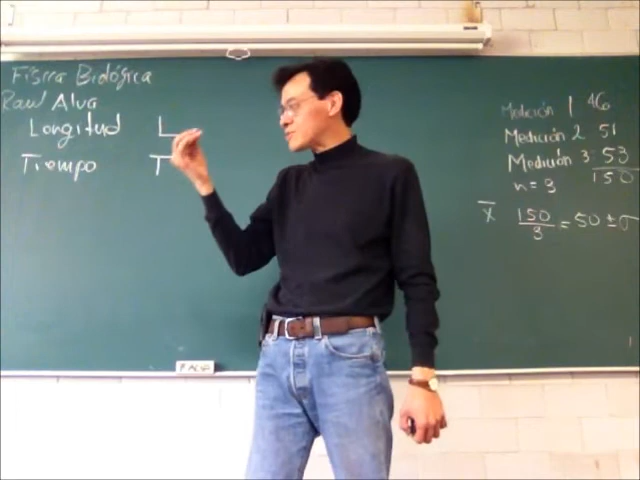 Física Biológica
Raul Alva
Longitud L
Tiempo T
Medición 1 46
Medición 2 51
Medición 3 53
150
n = 3
x̄ 150/3 = 50 ± σ